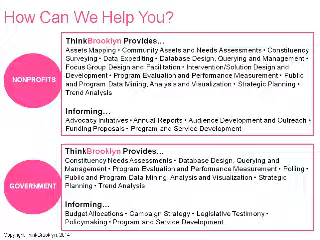 How Can We Help You?
NONPROFITS
ThinkBrooklyn Provides...
Assets Mapping • Community Assets and Needs Assessments • Constituency
Surveying • Data Expediting • Database Design, Querying and Management •
Focus Group Design and Facilitation • Intervention/Solution Design and
Development • Program Evaluation and Performance Measurement • Public
and Program Data Mining, Analysis and Visualization • Strategic Planning •
Trend Analysis
Informing...
Advocacy Initiatives • Annual Reports • Audience Development and Outreach •
Funding Proposals • Program and Service Development
GOVERNMENT
ThinkBrooklyn Provides...
Constituency Needs Assessments • Database Design, Querying and
Management • Program Evaluation and Performance Measurement • Polling •
Public and Program Data Mining, Analysis and Visualization • Strategic
Planning • Trend Analysis
Informing...
Budget Allocations • Campaign Strategy • Legislative Testimony •
Policymaking • Program and Service Development
Copyright ThinkBrooklyn, 2014